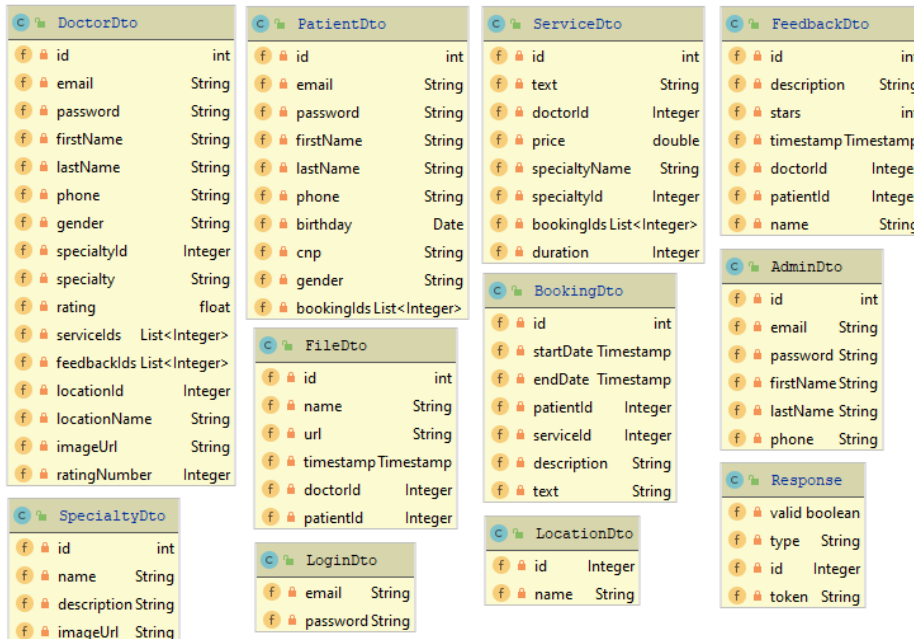 C DoctorDto
f id int
f email String
f password String
f firstName String
f lastName String
f phone String
f gender String
f specialtyId Integer
f specialty String
f rating float
f serviceIds List<Integer>
f feedbackIds List<Integer>
f locationId Integer
f locationName String
f imageUrl String
f ratingNumber Integer
C SpecialtyDto
f id int
f name String
f description String
f imageUrl String
C PatientDto
f id int
f email String
f password String
f firstName String
f lastName String
f phone String
f birthday Date
f cnp String
f gender String
f bookingIds List<Integer>
C FileDto
f id int
f name String
f url String
f timestamp Timestamp
f doctorId Integer
f patientId Integer
C LoginDto
f email String
f password String
C ServiceDto
f id int
f text String
f doctorId Integer
f price double
f specialtyName String
f specialtyId Integer
f bookingIds List<Integer>
f duration Integer
C BookingDto
f id int
f startDate Timestamp
f endDate Timestamp
f patientId Integer
f serviceId Integer
f description String
f text String
C LocationDto
f id Integer
f name String
C FeedbackDto
f id int
f description String
f stars int
f timestamp Timestamp
f doctorId Integer
f patientId Integer
f name String
C AdminDto
f id int
f email String
f password String
f firstName String
f lastName String
f phone String
C Response
f valid boolean
f type String
f id Integer
f token String